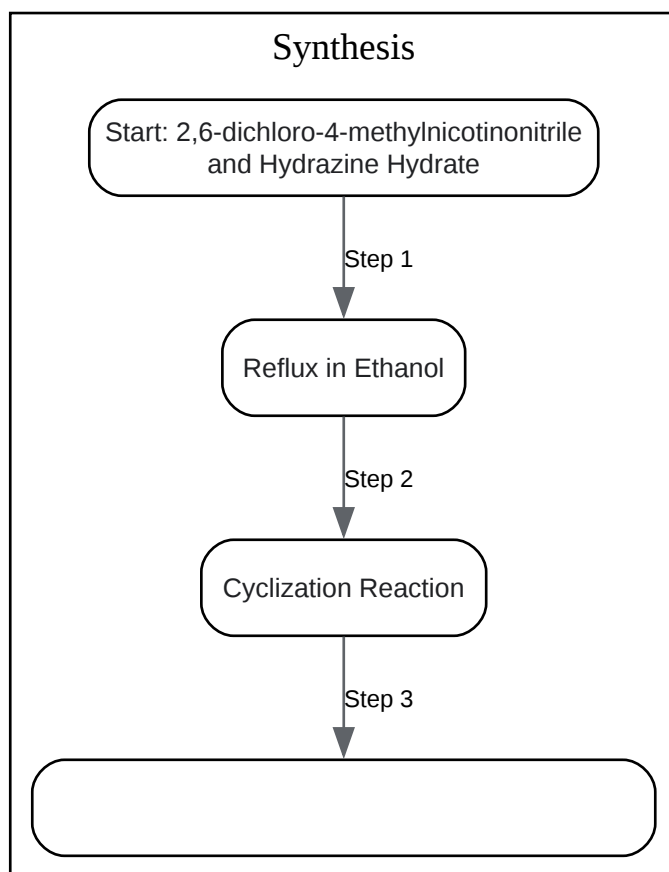 Synthesis
Start: 2,6-dichloro-4-methylnicotinonitrile
and Hydrazine Hydrate
Step 1
Reflux in Ethanol
Step 2
Cyclization Reaction
Step 3